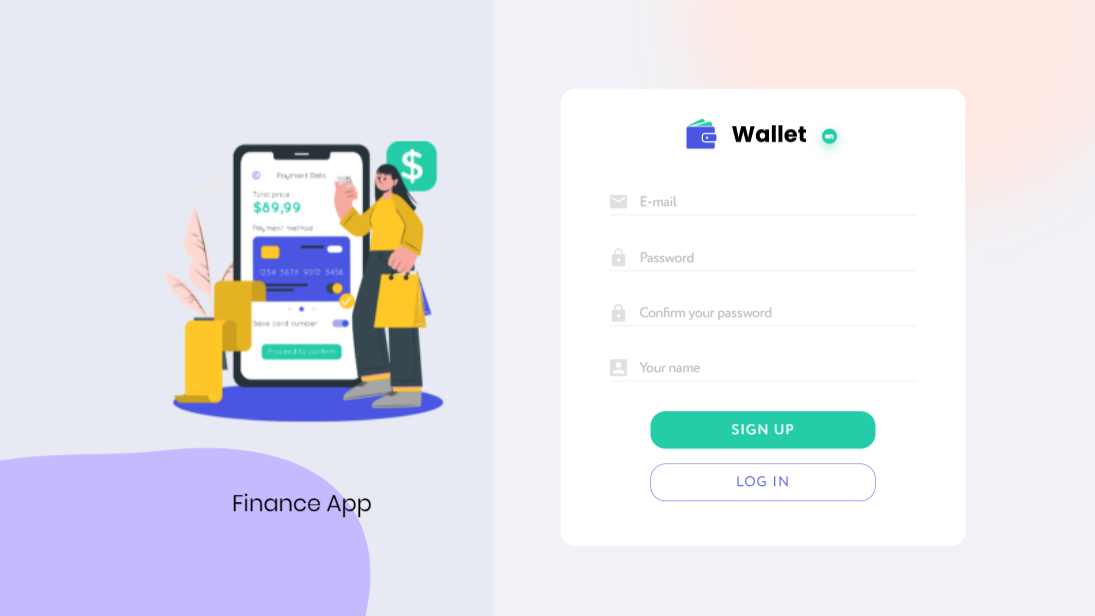 Payment Data
Total price
$89,99
Payment method
1234 5678 9012 3456
Save card number
Proceed to confirm
$
Finance App
Wallet
en
E-mail
Password
Confirm your password
Your name
SIGN UP
LOG IN